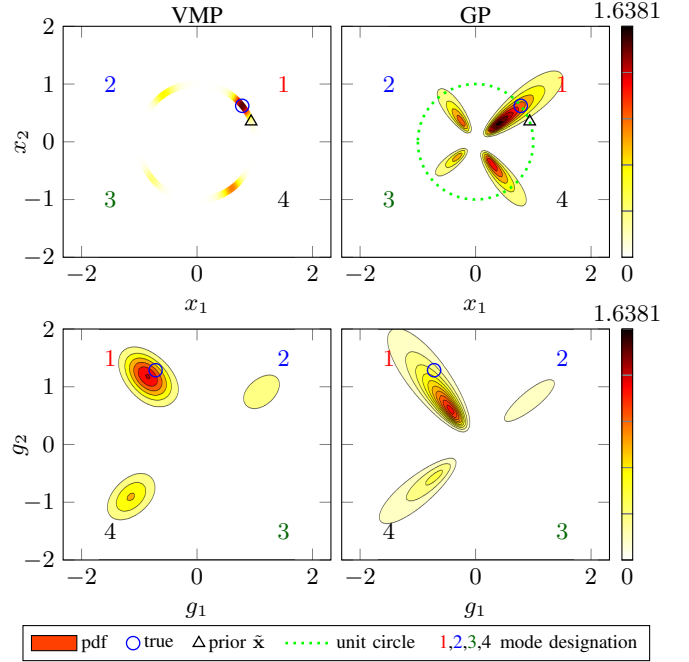 VMP GP 1.6381
2 1 2 1
3 4 3 4
x₂
2
1
0
−1
−2
−2 0 2 −2 0 2 0
x₁ x₁
1.6381
1 2 1 2
4 3 4 3
g₂
2
1
0
−1
−2
−2 0 2 −2 0 2 0
g₁ g₁
pdf true prior x̃ unit circle 1,2,3,4 mode designation